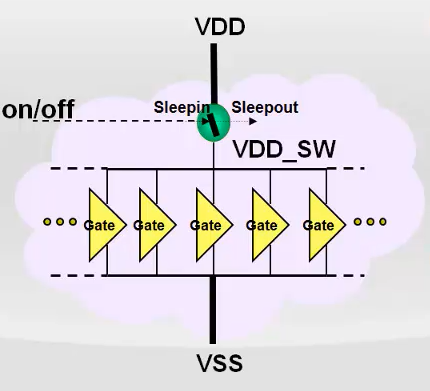 VDD
on/off
Sleepin Sleepout
VDD_SW
Gate Gate Gate Gate Gate
VSS